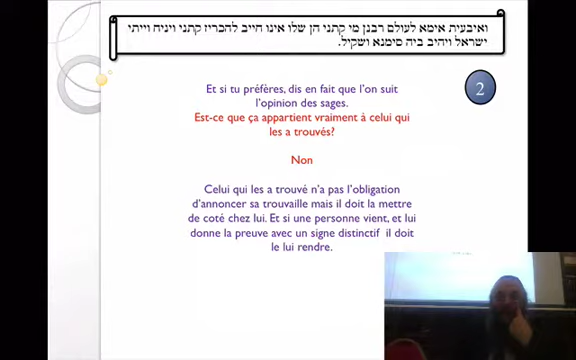 ואיבעית אימא לעולם רבנן מי קתני הן שלו אינו חייב להכריז קתני ויניח וייתי
ישראל ויהיב ביה סימנא ושקיל.
2
Et si tu préfères, dis en fait que l'on suit
l'opinion des sages.
Est-ce que ça appartient vraiment à celui qui
les a trouvés?
Non
Celui qui les a trouvé n'a pas l'obligation
d'annoncer sa trouvaille mais il doit la mettre
de coté chez lui. Et si une personne vient, et lui
donne la preuve avec un signe distinctif il doit
le lui rendre.